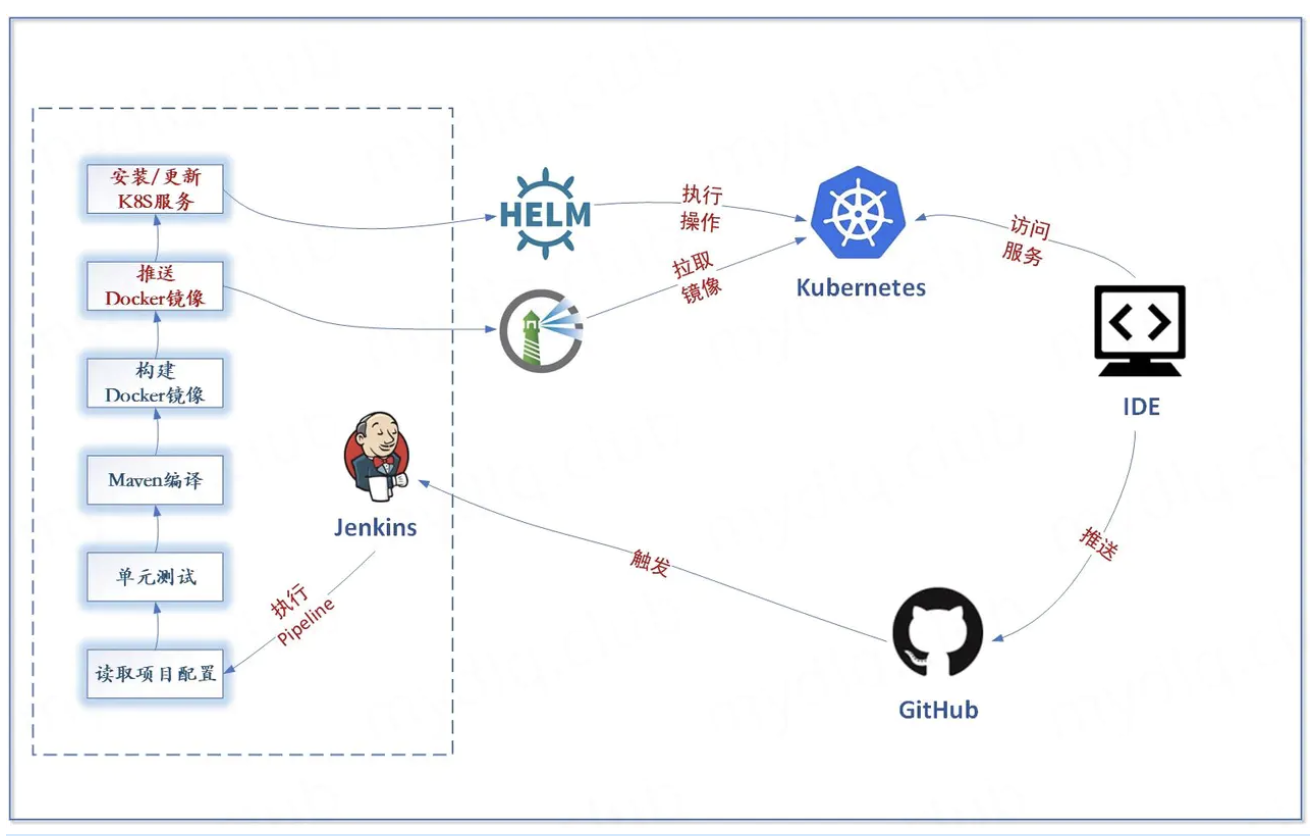 安装/更新
K8S服务
推送
Docker镜像
构建
Docker镜像
Maven编译
单元测试
读取项目配置
执行
Pipeline
Jenkins
HELM
执行
操作
拉取
镜像
Kubernetes
访问
服务
IDE
推送
触发
GitHub